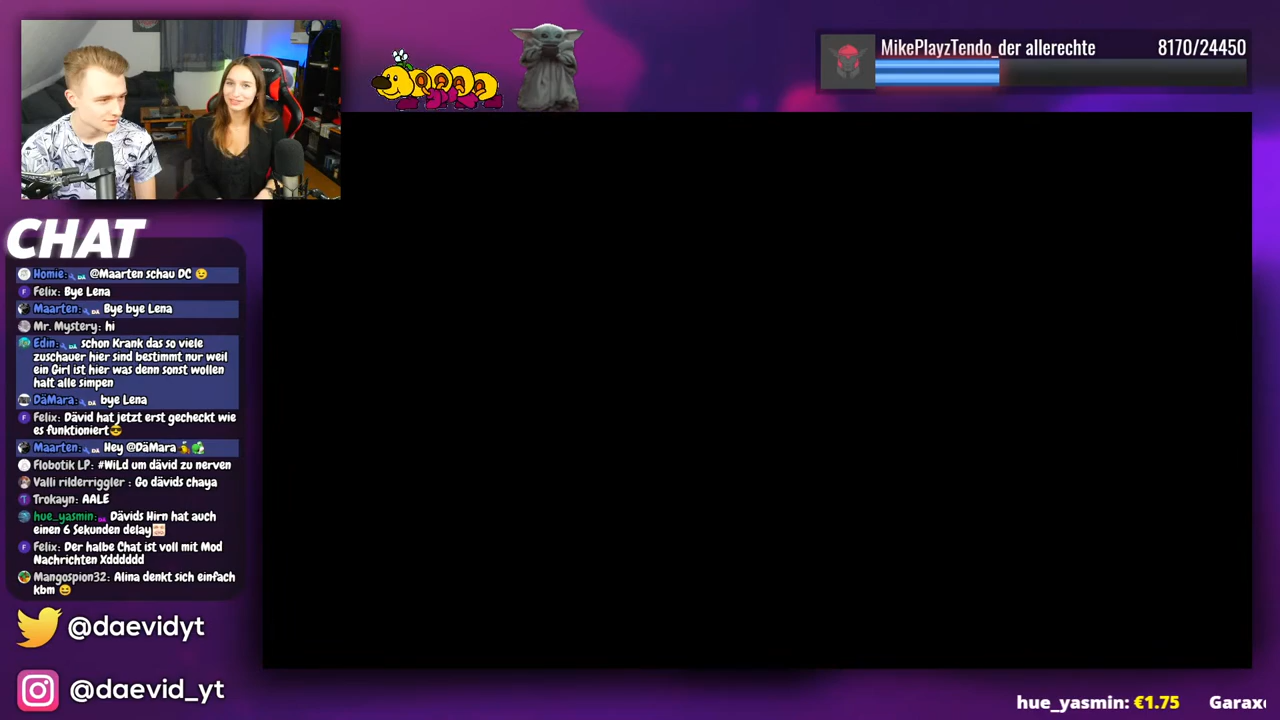 MikePlayzTendo_der allerechte 8170/24450
CHAT
Homie: @Maarten schau DC 😉
Felix: Bye Lena
Maarten: Bye bye Lena
Mr. Mystery: hi
Edin: schon Krank das so viele
zuschauer hier sind bestimmt nur weil
ein Girl ist hier was denn sonst wollen
halt alle simpen
DäMara: bye Lena
Felix: Dävid hat jetzt erst gecheckt wie
es funktioniert😎
Maarten: Hey @DäMara
Flobotik LP: #WiLd um dävid zu nerven
Valli rilderriggler : Go dävids chaya
Trokayn: AALE
hue_yasmin: Dävids Hirn hat auch
einen 6 Sekunden delay
Felix: Der halbe Chat ist voll mit Mod
Nachrichten Xdddddd
Mangospion32: Alina denkt sich einfach
kbm 😆
@daevidyt
@daevid_yt
hue_yasmin: €1.75 Garax